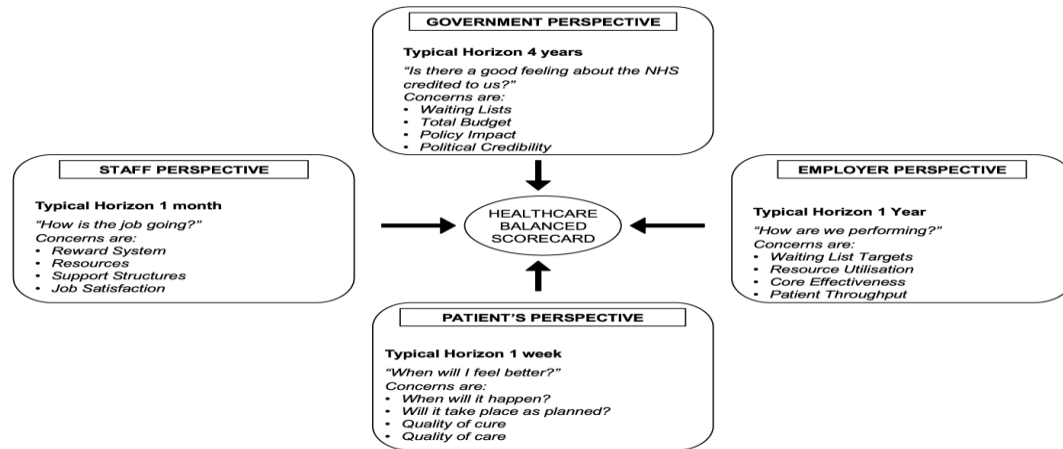 GOVERNMENT PERSPECTIVE
Typical Horizon 4 years
“Is there a good feeling about the NHS
credited to us?”
Concerns are:
• Waiting Lists
• Total Budget
• Policy Impact
• Political Credibility
STAFF PERSPECTIVE
Typical Horizon 1 month
“How is the job going?”
Concerns are:
• Reward System
• Resources
• Support Structures
• Job Satisfaction
HEALTHCARE
BALANCED
SCORECARD
EMPLOYER PERSPECTIVE
Typical Horizon 1 Year
“How are we performing?”
Concerns are:
• Waiting List Targets
• Resource Utilisation
• Core Effectiveness
• Patient Throughput
PATIENT'S PERSPECTIVE
Typical Horizon 1 week
“When will I feel better?”
Concerns are:
• When will it happen?
• Will it take place as planned?
• Quality of cure
• Quality of care